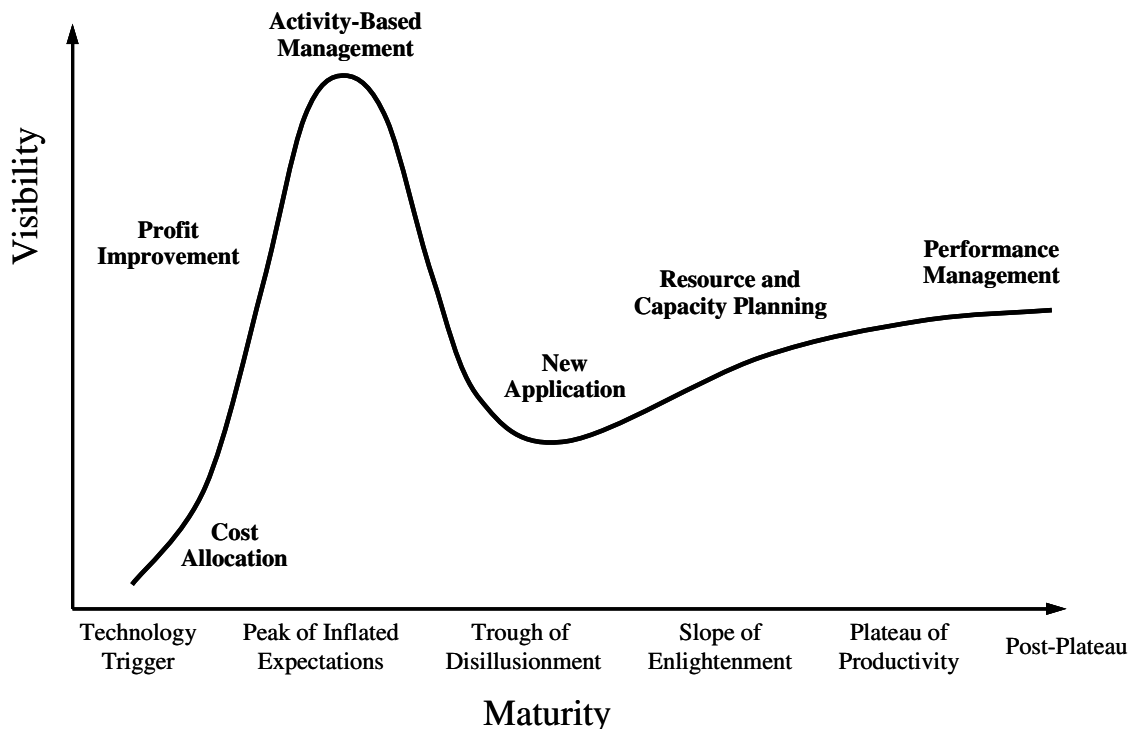 Activity-Based
Management
Visibility
Profit
Improvement
Performance
Management
Resource and
Capacity Planning
New
Application
Cost
Allocation
Technology
Trigger
Peak of Inflated
Expectations
Trough of
Disillusionment
Slope of
Enlightenment
Plateau of
Productivity
Post-Plateau
Maturity